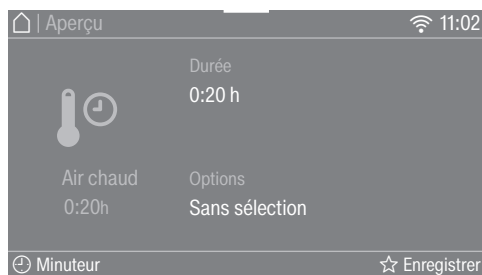 | Aperçu 11:02
Durée
0:20 h
Air chaud
0:20h
Options
Sans sélection
Minuteur Enregistrer